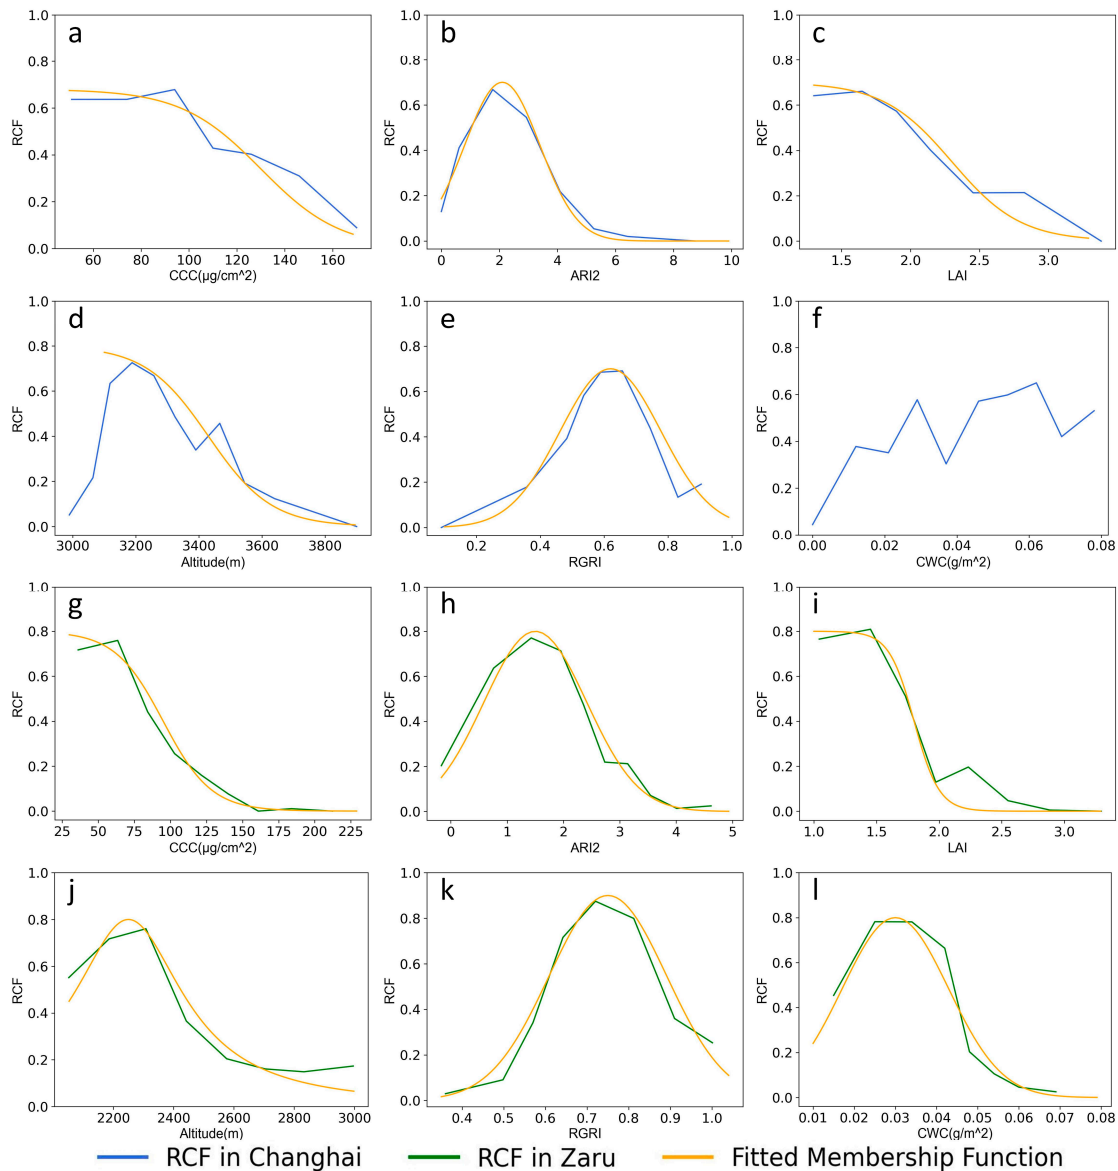 a
1.0
0.8
0.6
0.4
0.2
0.0
RCF
60 80 100 120 140 160
CCC(μg/cm^2)
b
1.0
0.8
0.6
0.4
0.2
0.0
RCF
0 2 4 6 8 10
ARI2
c
1.0
0.8
0.6
0.4
0.2
0.0
RCF
1.5 2.0 2.5 3.0
LAI
d
1.0
0.8
0.6
0.4
0.2
0.0
RCF
3000 3200 3400 3600 3800
Altitude(m)
e
1.0
0.8
0.6
0.4
0.2
0.0
RCF
0.2 0.4 0.6 0.8 1.0
RGRI
f
1.0
0.8
0.6
0.4
0.2
0.0
RCF
0.00 0.02 0.04 0.06 0.08
CWC(g/m^2)
g
1.0
0.8
0.6
0.4
0.2
0.0
RCF
25 50 75 100 125 150 175 200 225
CCC(μg/cm^2)
h
1.0
0.8
0.6
0.4
0.2
0.0
RCF
0 1 2 3 4 5
ARI2
i
1.0
0.8
0.6
0.4
0.2
0.0
RCF
1.0 1.5 2.0 2.5 3.0
LAI
j
1.0
0.8
0.6
0.4
0.2
0.0
RCF
2200 2400 2600 2800 3000
Altitude(m)
k
1.0
0.8
0.6
0.4
0.2
0.0
RCF
0.4 0.5 0.6 0.7 0.8 0.9 1.0
RGRI
l
1.0
0.8
0.6
0.4
0.2
0.0
RCF
0.01 0.02 0.03 0.04 0.05 0.06 0.07 0.08
CWC(g/m^2)
RCF in Changhai RCF in Zaru Fitted Membership Function